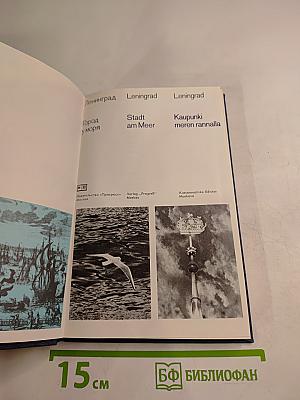 Ленинград
Город
у моря
Издательство «Прогресс»
Москва
Leningrad
Stadt
am Meer
Verlag „Progreß“
Moskau
Leningrad
Kaupunki
meren rannalla
Kustannusliike Edistys
Moskova
15 см
БФ БИБЛИОФАН